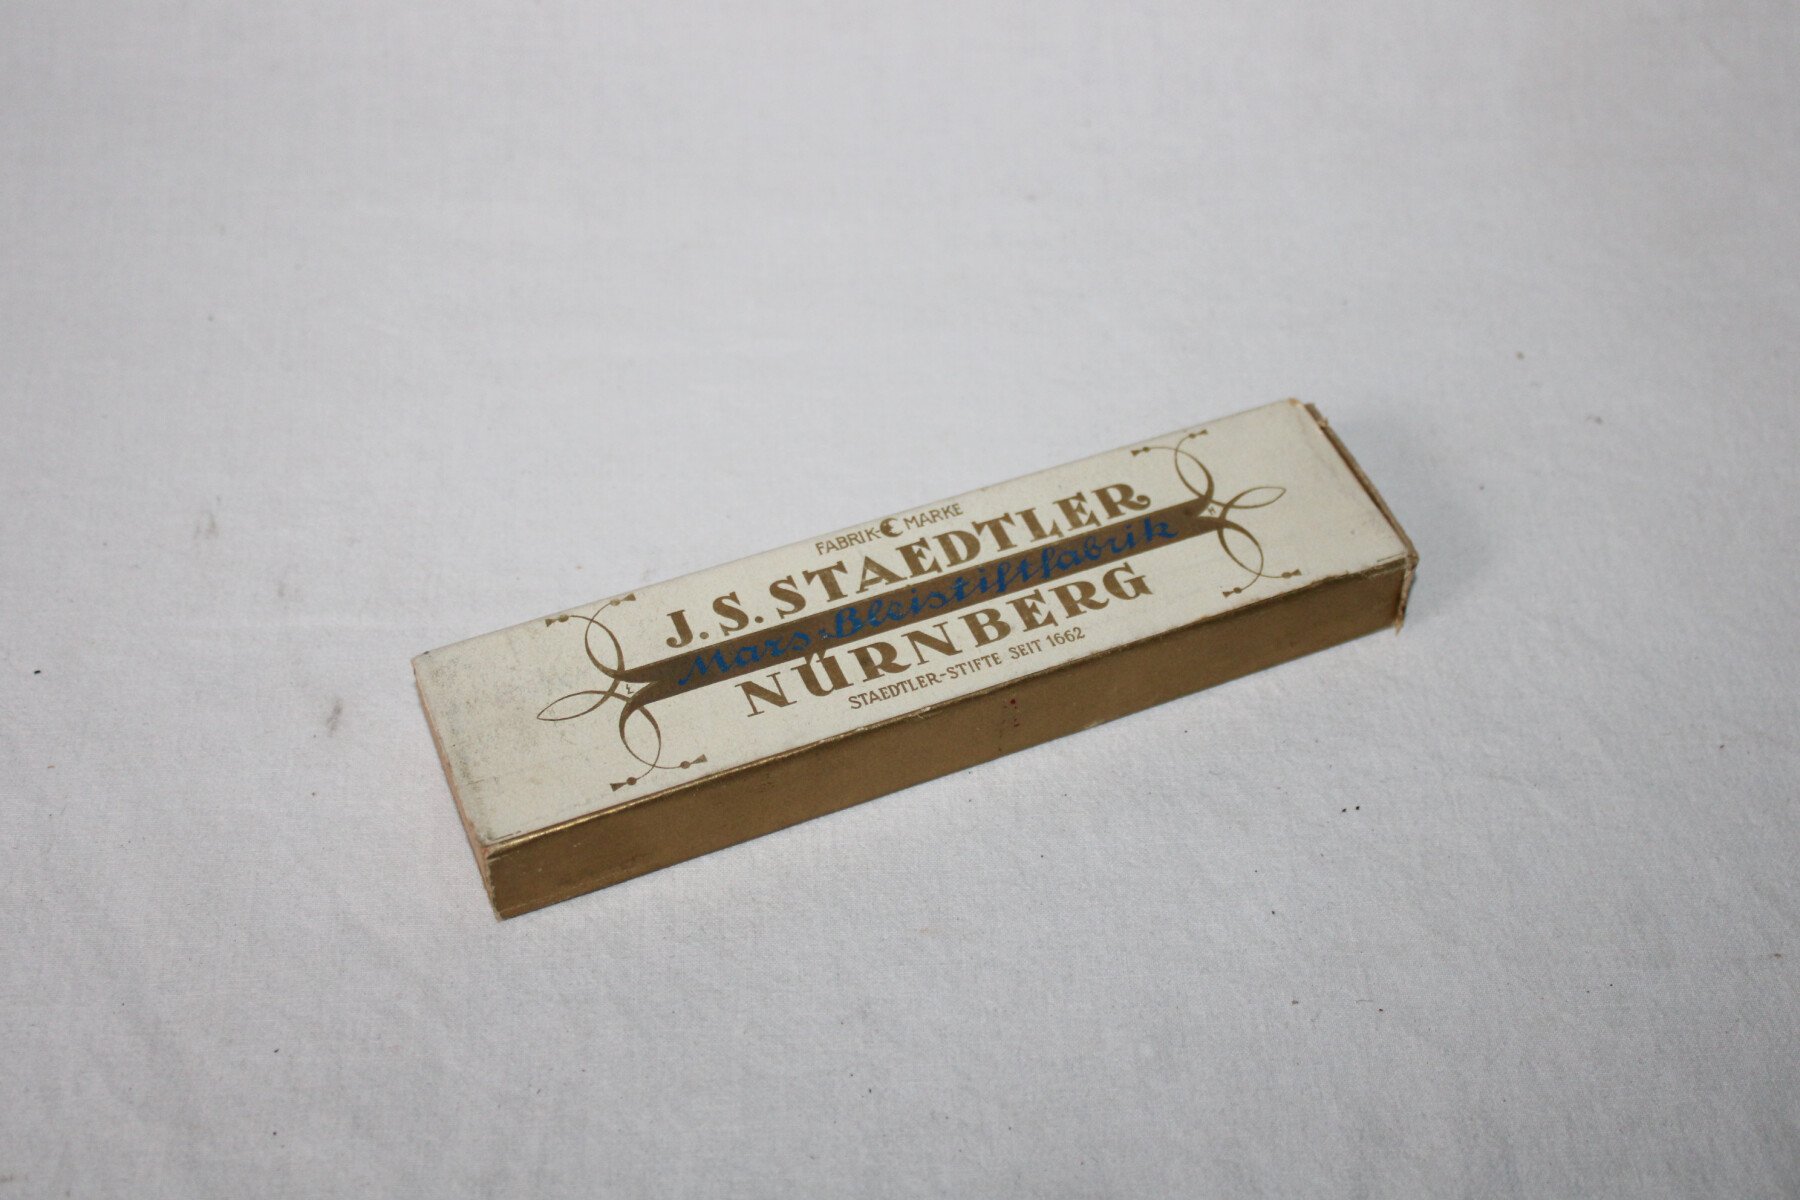 FABRIK- MARKE
J. S. STAEDTLER
Mars-Bleistiftfabrik
NÜRNBERG
STAEDTLER-STIFTE SEIT 1662